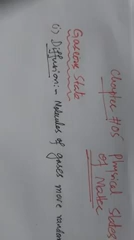 Chapter #05 Physical States
of Matter
Gaseous State
(i) Diffusion:- Molecules of gases move random